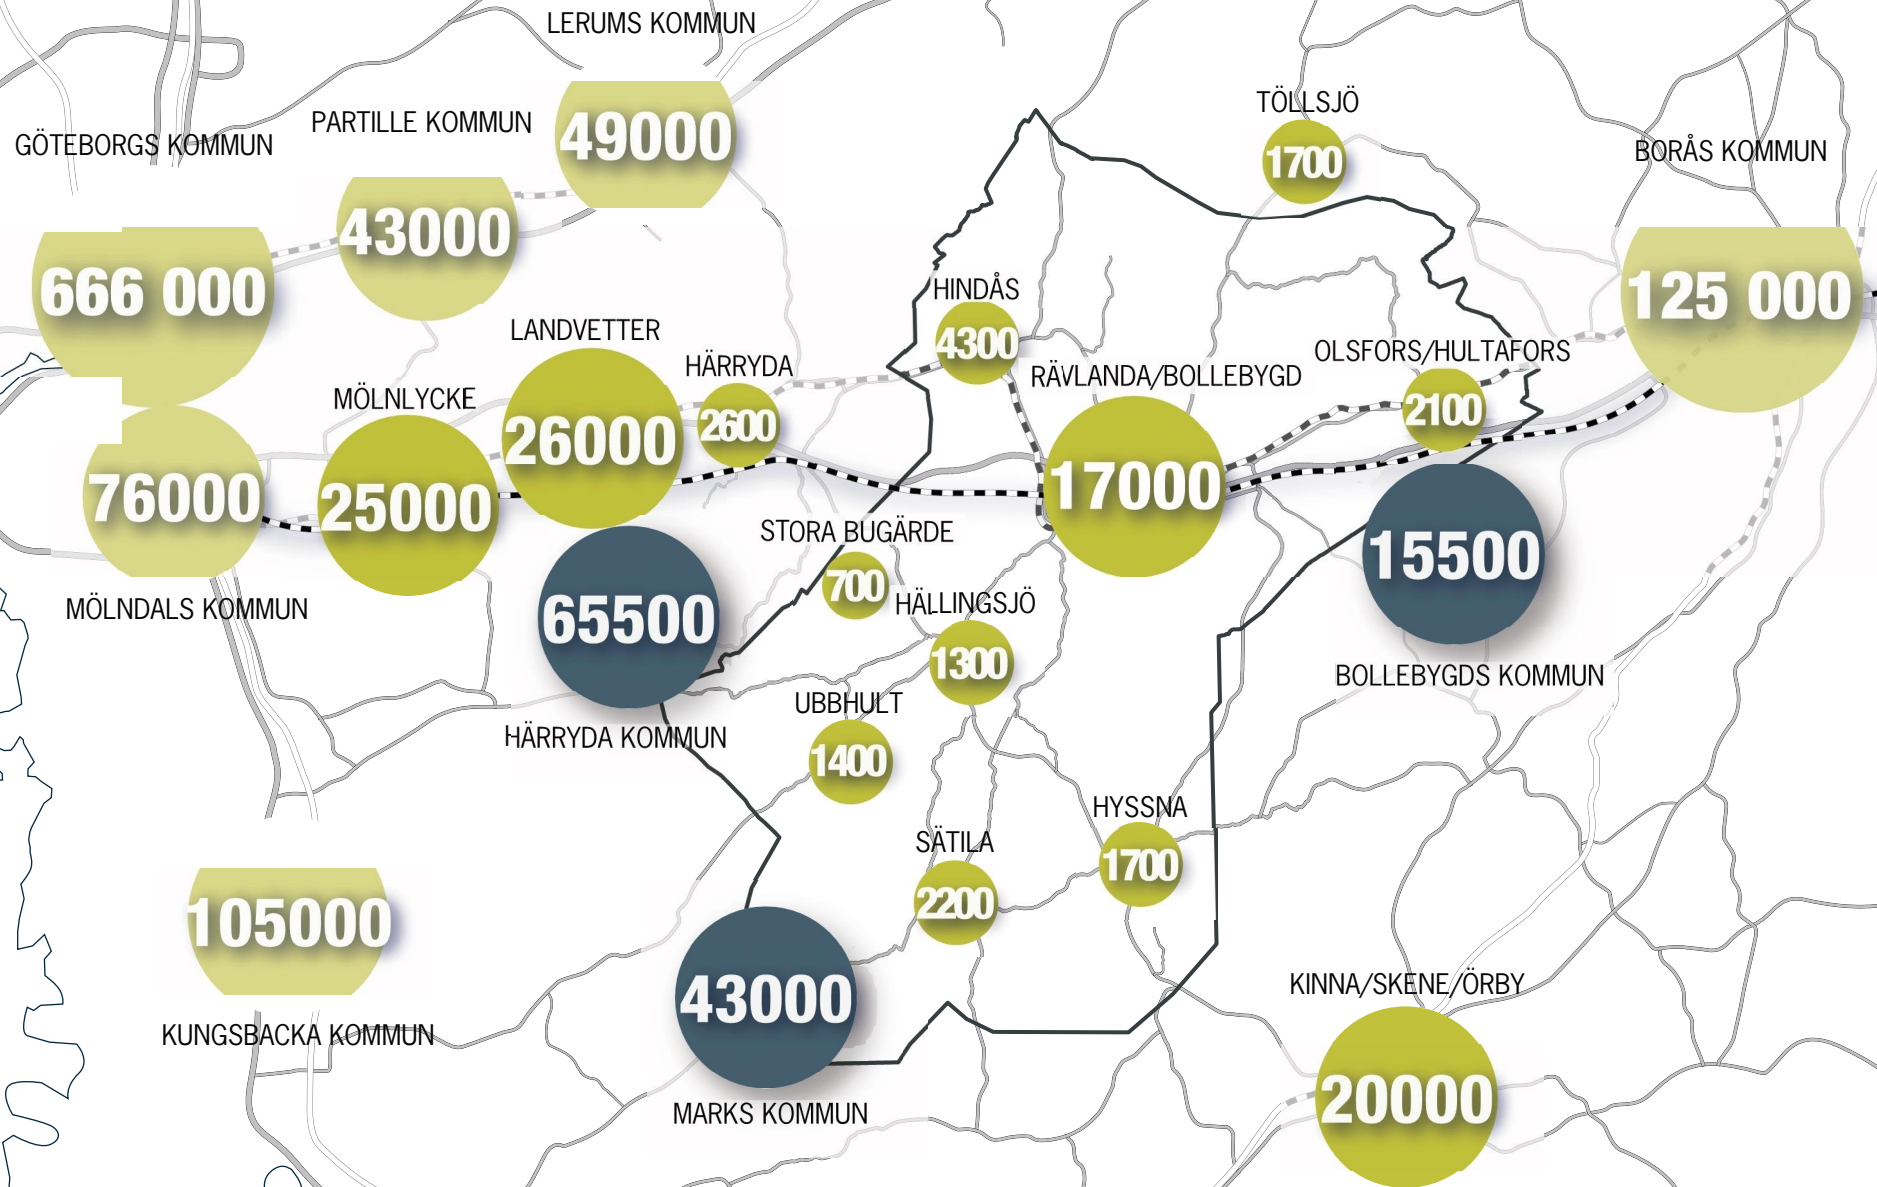 LERUMS KOMMUN
49000
PARTILLE KOMMUN
43000
GÖTEBORGS KOMMUN
666 000
TÖLLSJÖ
1700
BORÅS KOMMUN
125 000
HINDÅS
4300
LANDVETTER
26000
HÄRRYDA
2600
RÄVLANDA/BOLLEBYGD
17000
OLSFORS/HULTAFORS
2100
MÖLNLYCKE
25000
76000
MÖLNDALS KOMMUN
STORA BUGÄRDE
700
HÄLLINGSJÖ
1300
15500
BOLLEBYGDS KOMMUN
65500
HÄRRYDA KOMMUN
UBBHULT
1400
HYSSNA
1700
SÄTILA
2200
105000
KUNGSBACKA KOMMUN
43000
MARKS KOMMUN
KINNA/SKENE/ÖRBY
20000